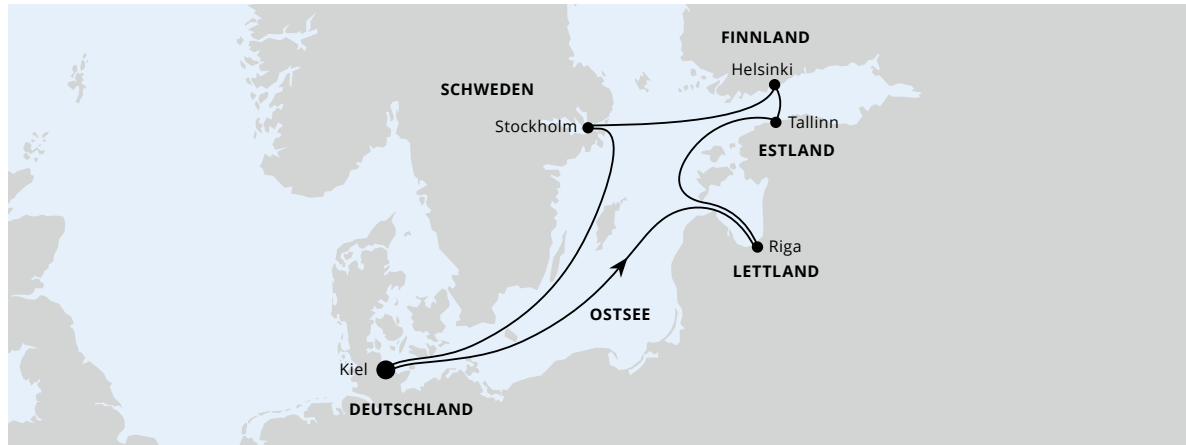 FINNLAND
Helsinki
SCHWEDEN
Stockholm
Tallinn
ESTLAND
Riga
LETTLAND
OSTSEE
Kiel
DEUTSCHLAND